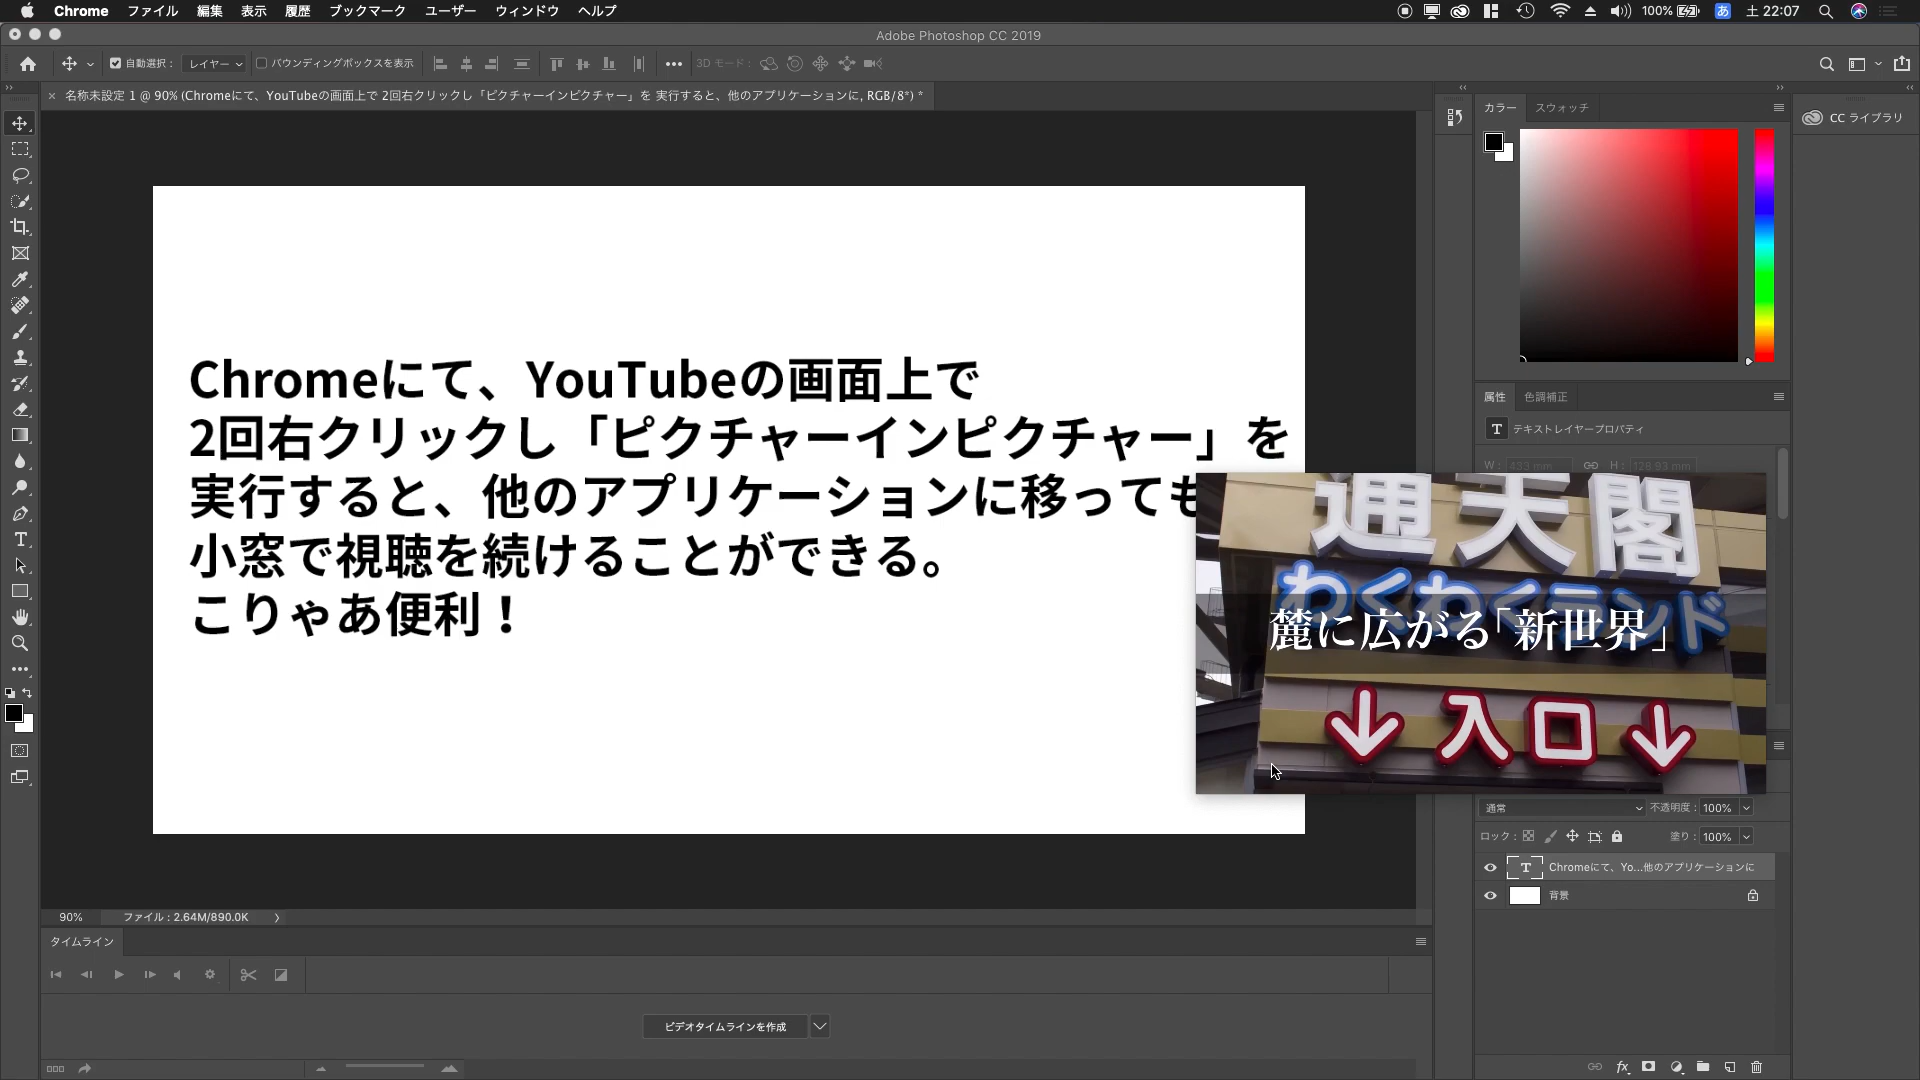 Chrome ファイル 編集 表示 履歴 ブックマーク ユーザー ウィンドウ ヘルプ 100% あ 土 22:07
Adobe Photoshop CC 2019
自動選択： レイヤー バウンディングボックスを表示 3D モード：
× 名称未設定 1 @ 90% (Chromeにて、YouTubeの画面上で 2回右クリックし「ピクチャーインピクチャー」を 実行すると、他のアプリケーションに, RGB/8*) *
カラー スウォッチ
CC ライブラリ
Chromeにて、YouTubeの画面上で
2回右クリックし「ピクチャーインピクチャー」を
実行すると、他のアプリケーションに移っても
小窓で視聴を続けることができる。
こりゃあ便利！
属性 色調補正
T テキストレイヤープロパティ
W: 453 mm H: 128.93 mm
通天閣
わくわくランド
麓に広がる「新世界」
↓入口↓
通常 不透明度： 100%
ロック： 塗り： 100%
T Chromeにて、Yo...他のアプリケーションに
背景
90% ファイル：2.64M/890.0K
タイムライン
ビデオタイムラインを作成
fx